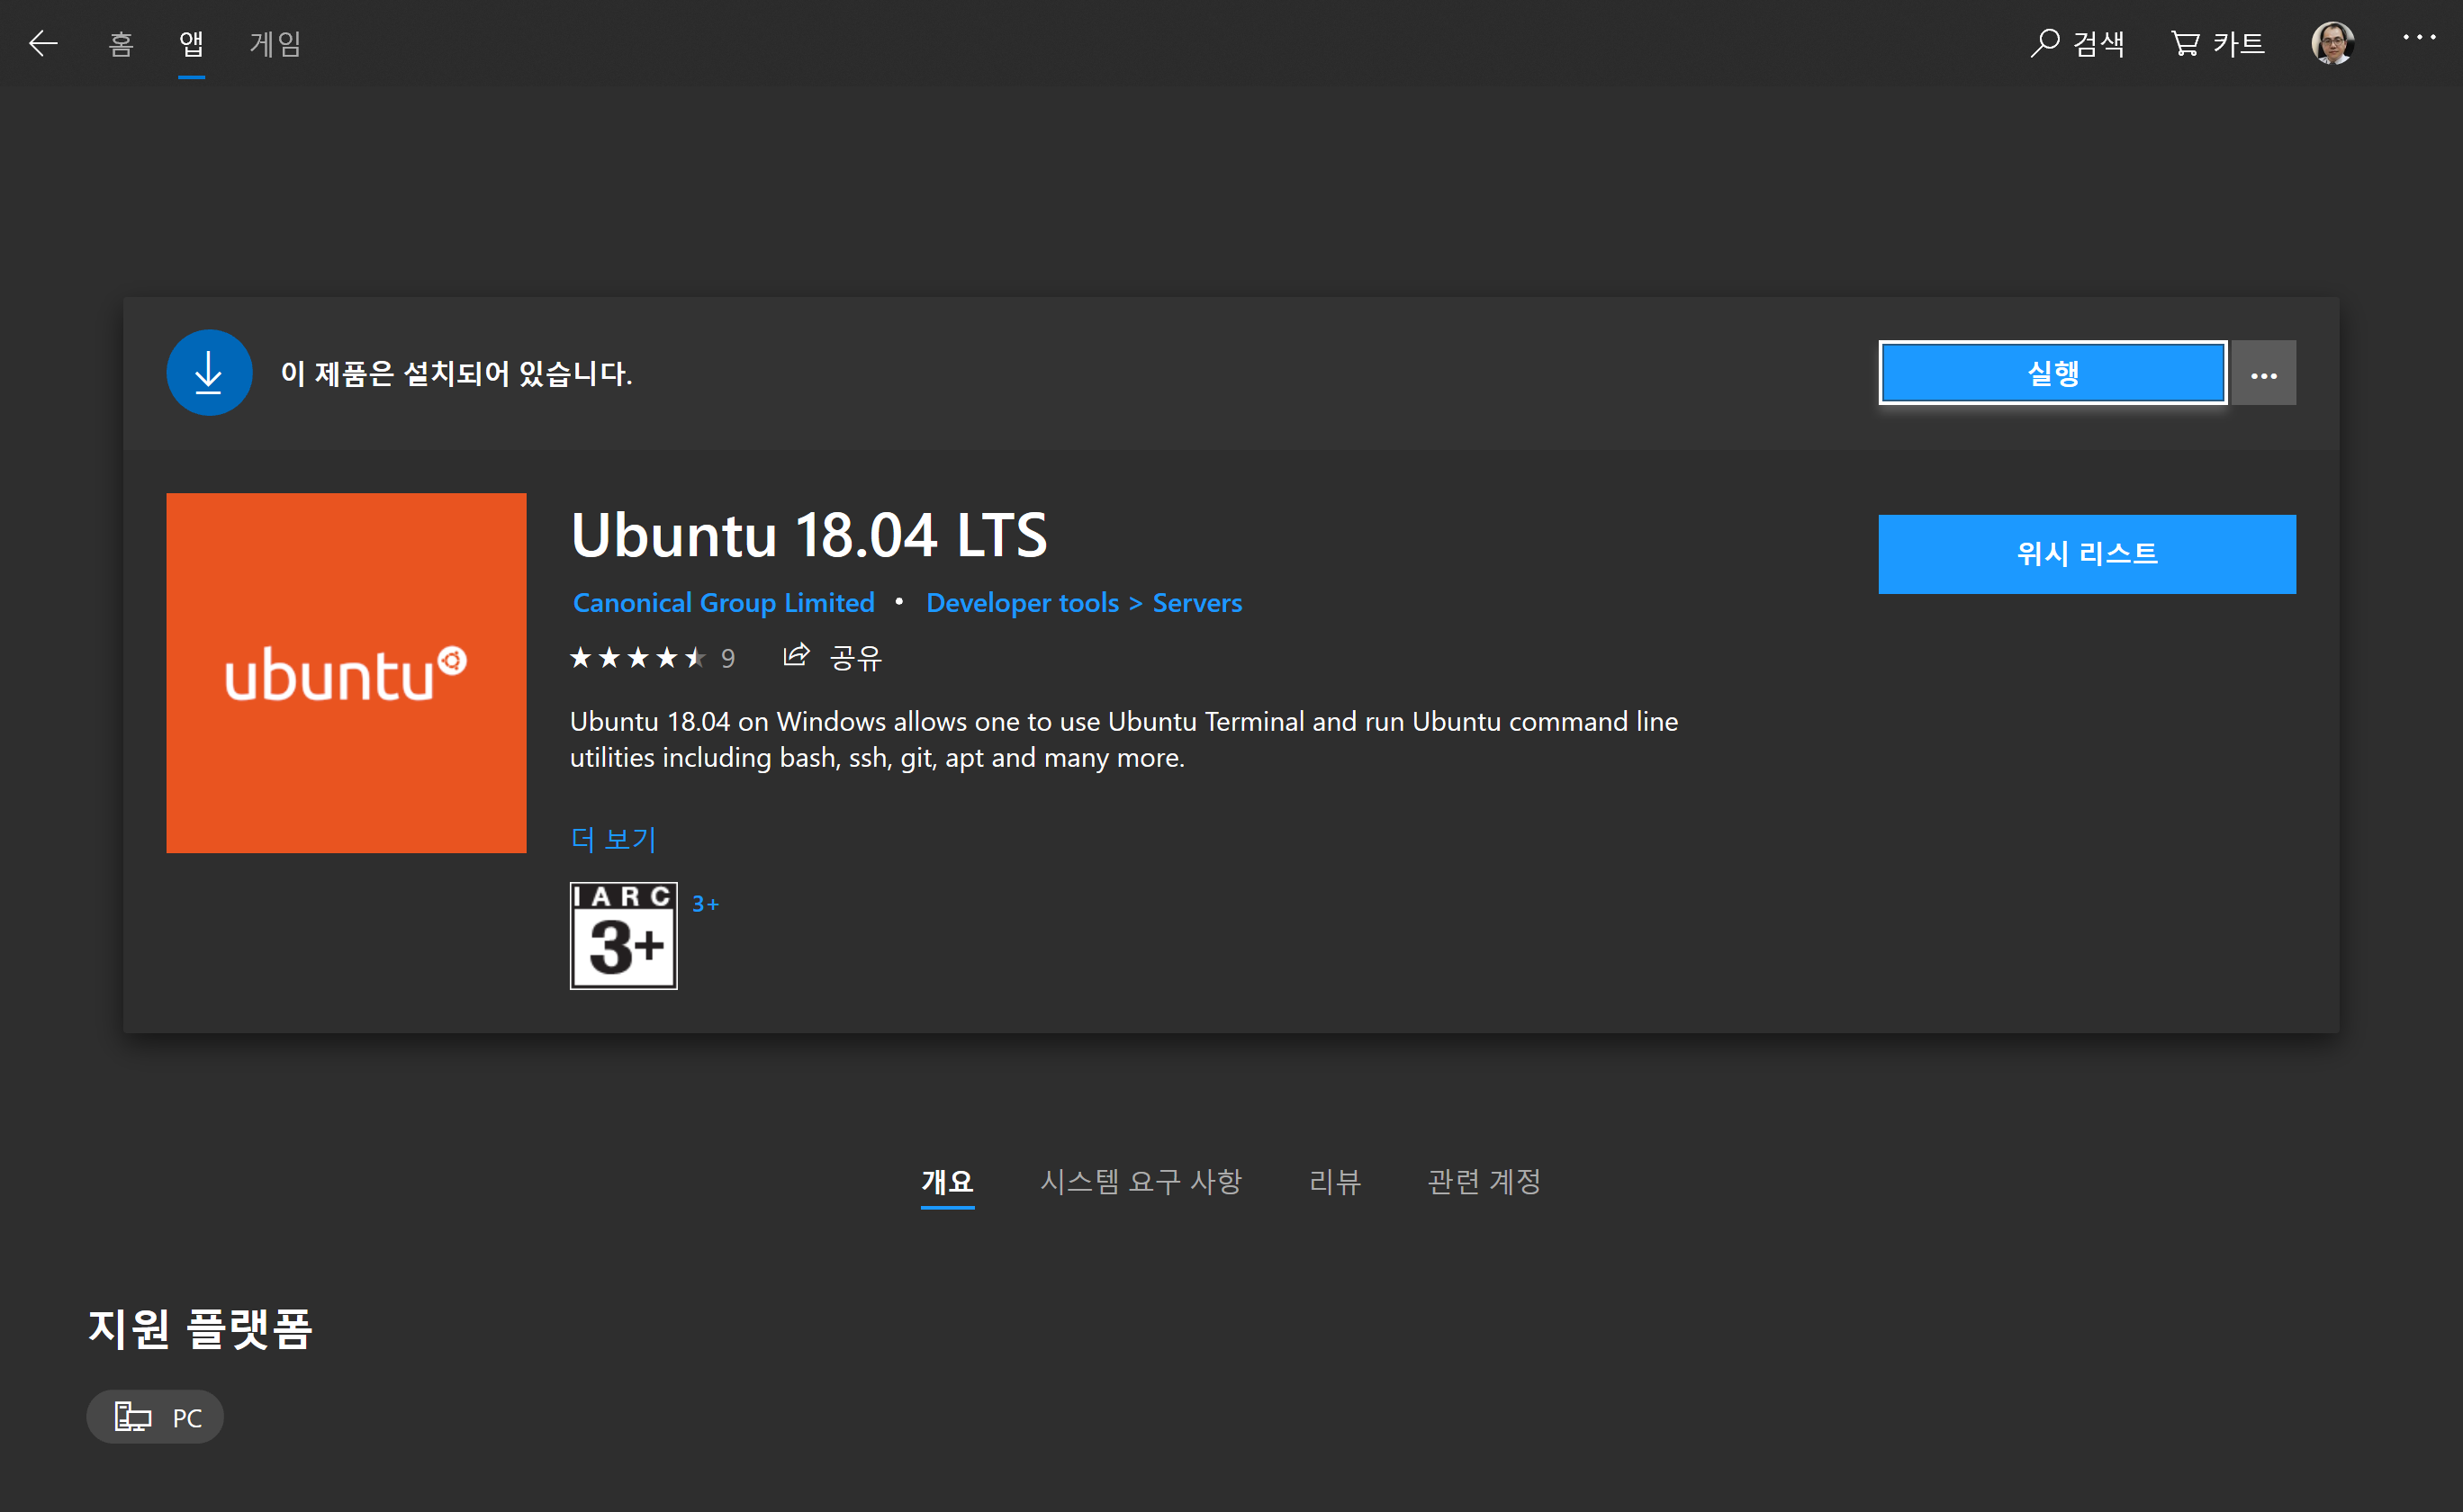 홈 앱 게임 검색 카트
이 제품은 설치되어 있습니다.
실행
ubuntu
Ubuntu 18.04 LTS
위시 리스트
Canonical Group Limited • Developer tools > Servers
9 공유
Ubuntu 18.04 on Windows allows one to use Ubuntu Terminal and run Ubuntu command line
utilities including bash, ssh, git, apt and many more.
더 보기
IARC
3+
3+
개요 시스템 요구 사항 리뷰 관련 계정
지원 플랫폼
PC